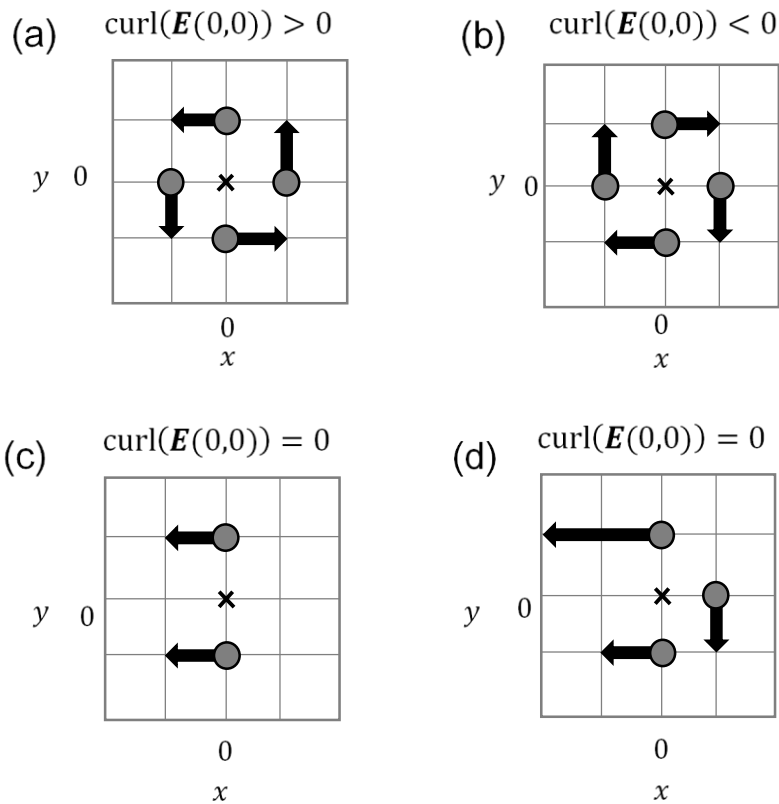 (a) curl(𝑬(0,0)) > 0
(b) curl(𝑬(0,0)) < 0
𝑦 0
0
𝑥
𝑦 0
0
𝑥
(c) curl(𝑬(0,0)) = 0
(d) curl(𝑬(0,0)) = 0
𝑦 0
0
𝑥
𝑦 0
0
𝑥